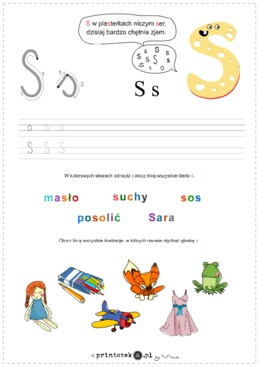 S w plasterkach niczym ser,
dzisiaj bardzo chętnie zjem.
S s
S s
s s s
S S S
W kolorowych słowach odnajdź i otocz linią wszystkie literki s.
masło suchy sos
posolić Sara
Otocz linią wszystkie ilustracje, w których nazwie słychać głoskę s.
printotek.pl